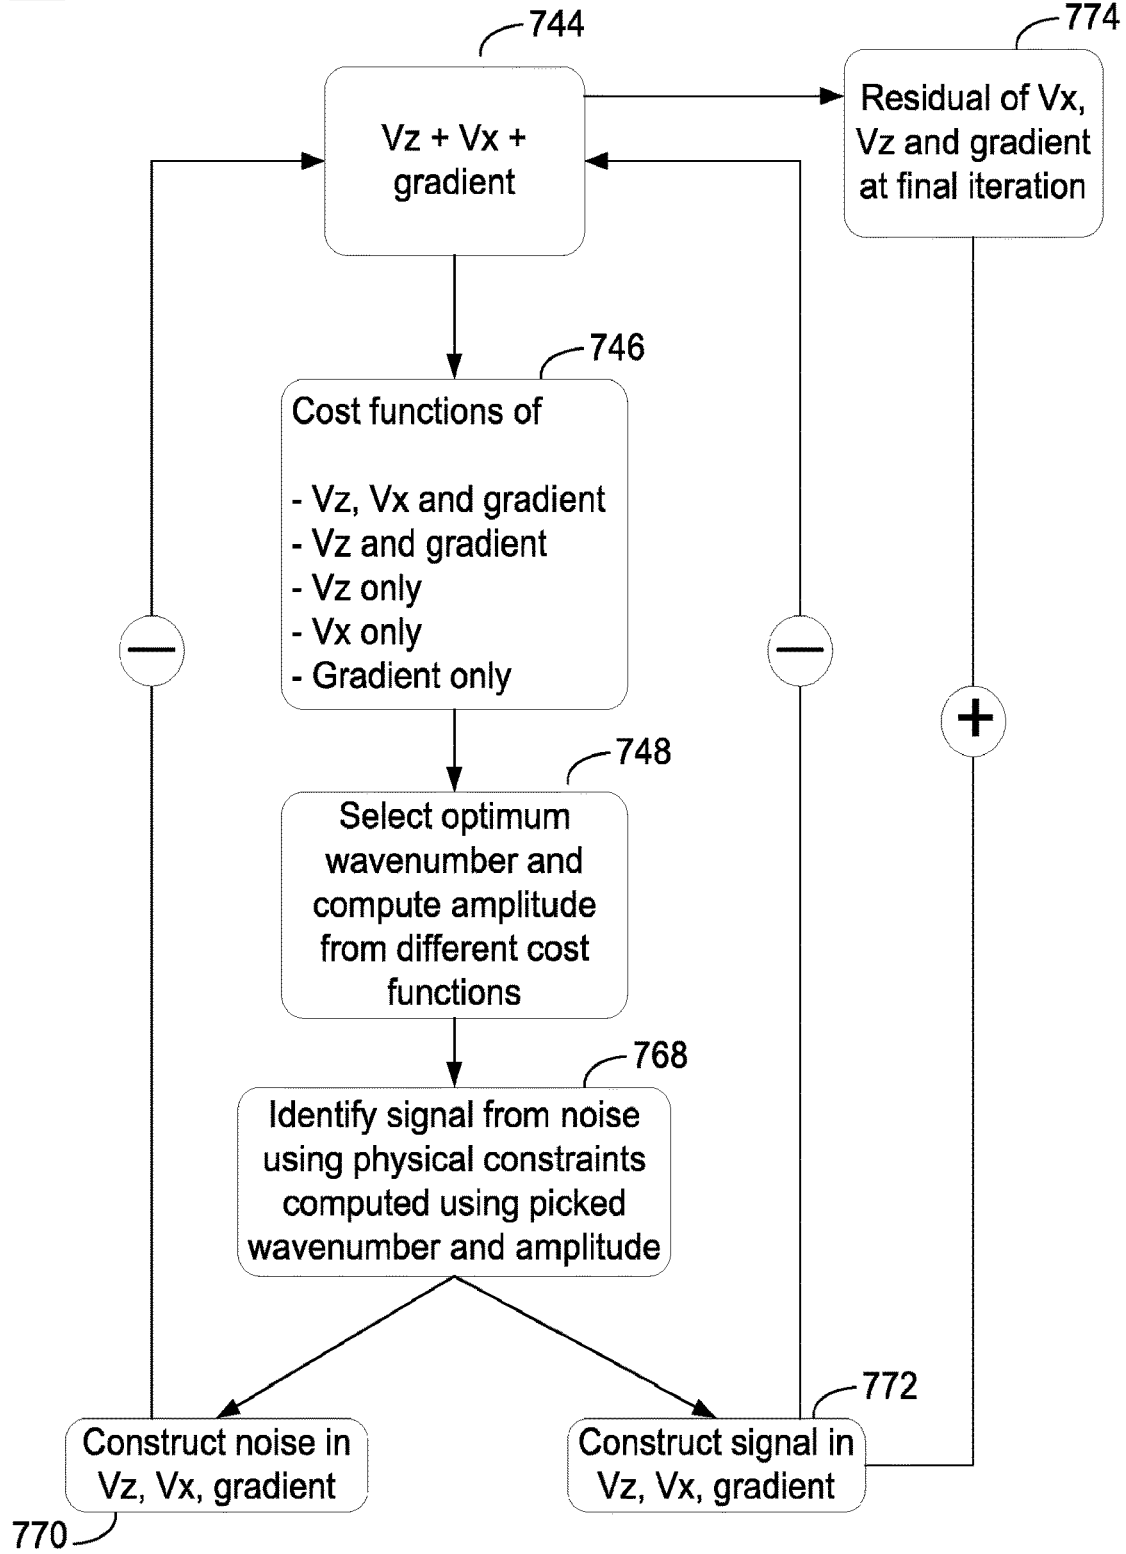 744
774
Vz + Vx +
gradient
Residual of Vx,
Vz and gradient
at final iteration
746
Cost functions of
- Vz, Vx and gradient
- Vz and gradient
- Vz only
- Vx only
- Gradient only
—
—
+
748
Select optimum
wavenumber and
compute amplitude
from different cost
functions
768
Identify signal from noise
using physical constraints
computed using picked
wavenumber and amplitude
772
Construct noise in
Vz, Vx, gradient
Construct signal in
Vz, Vx, gradient
770